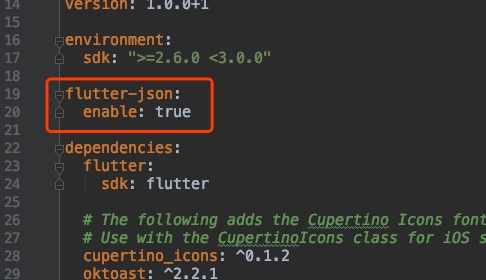 14 version: 1.0.0+1
15
16 environment:
17 sdk: ">=2.6.0 <3.0.0"
18
19 flutter-json:
20 enable: true
21
22 dependencies:
23 flutter:
24 sdk: flutter
25
26 # The following adds the Cupertino Icons font
27 # Use with the CupertinoIcons class for iOS s
28 cupertino_icons: ^0.1.2
29 oktoast: ^2.2.1